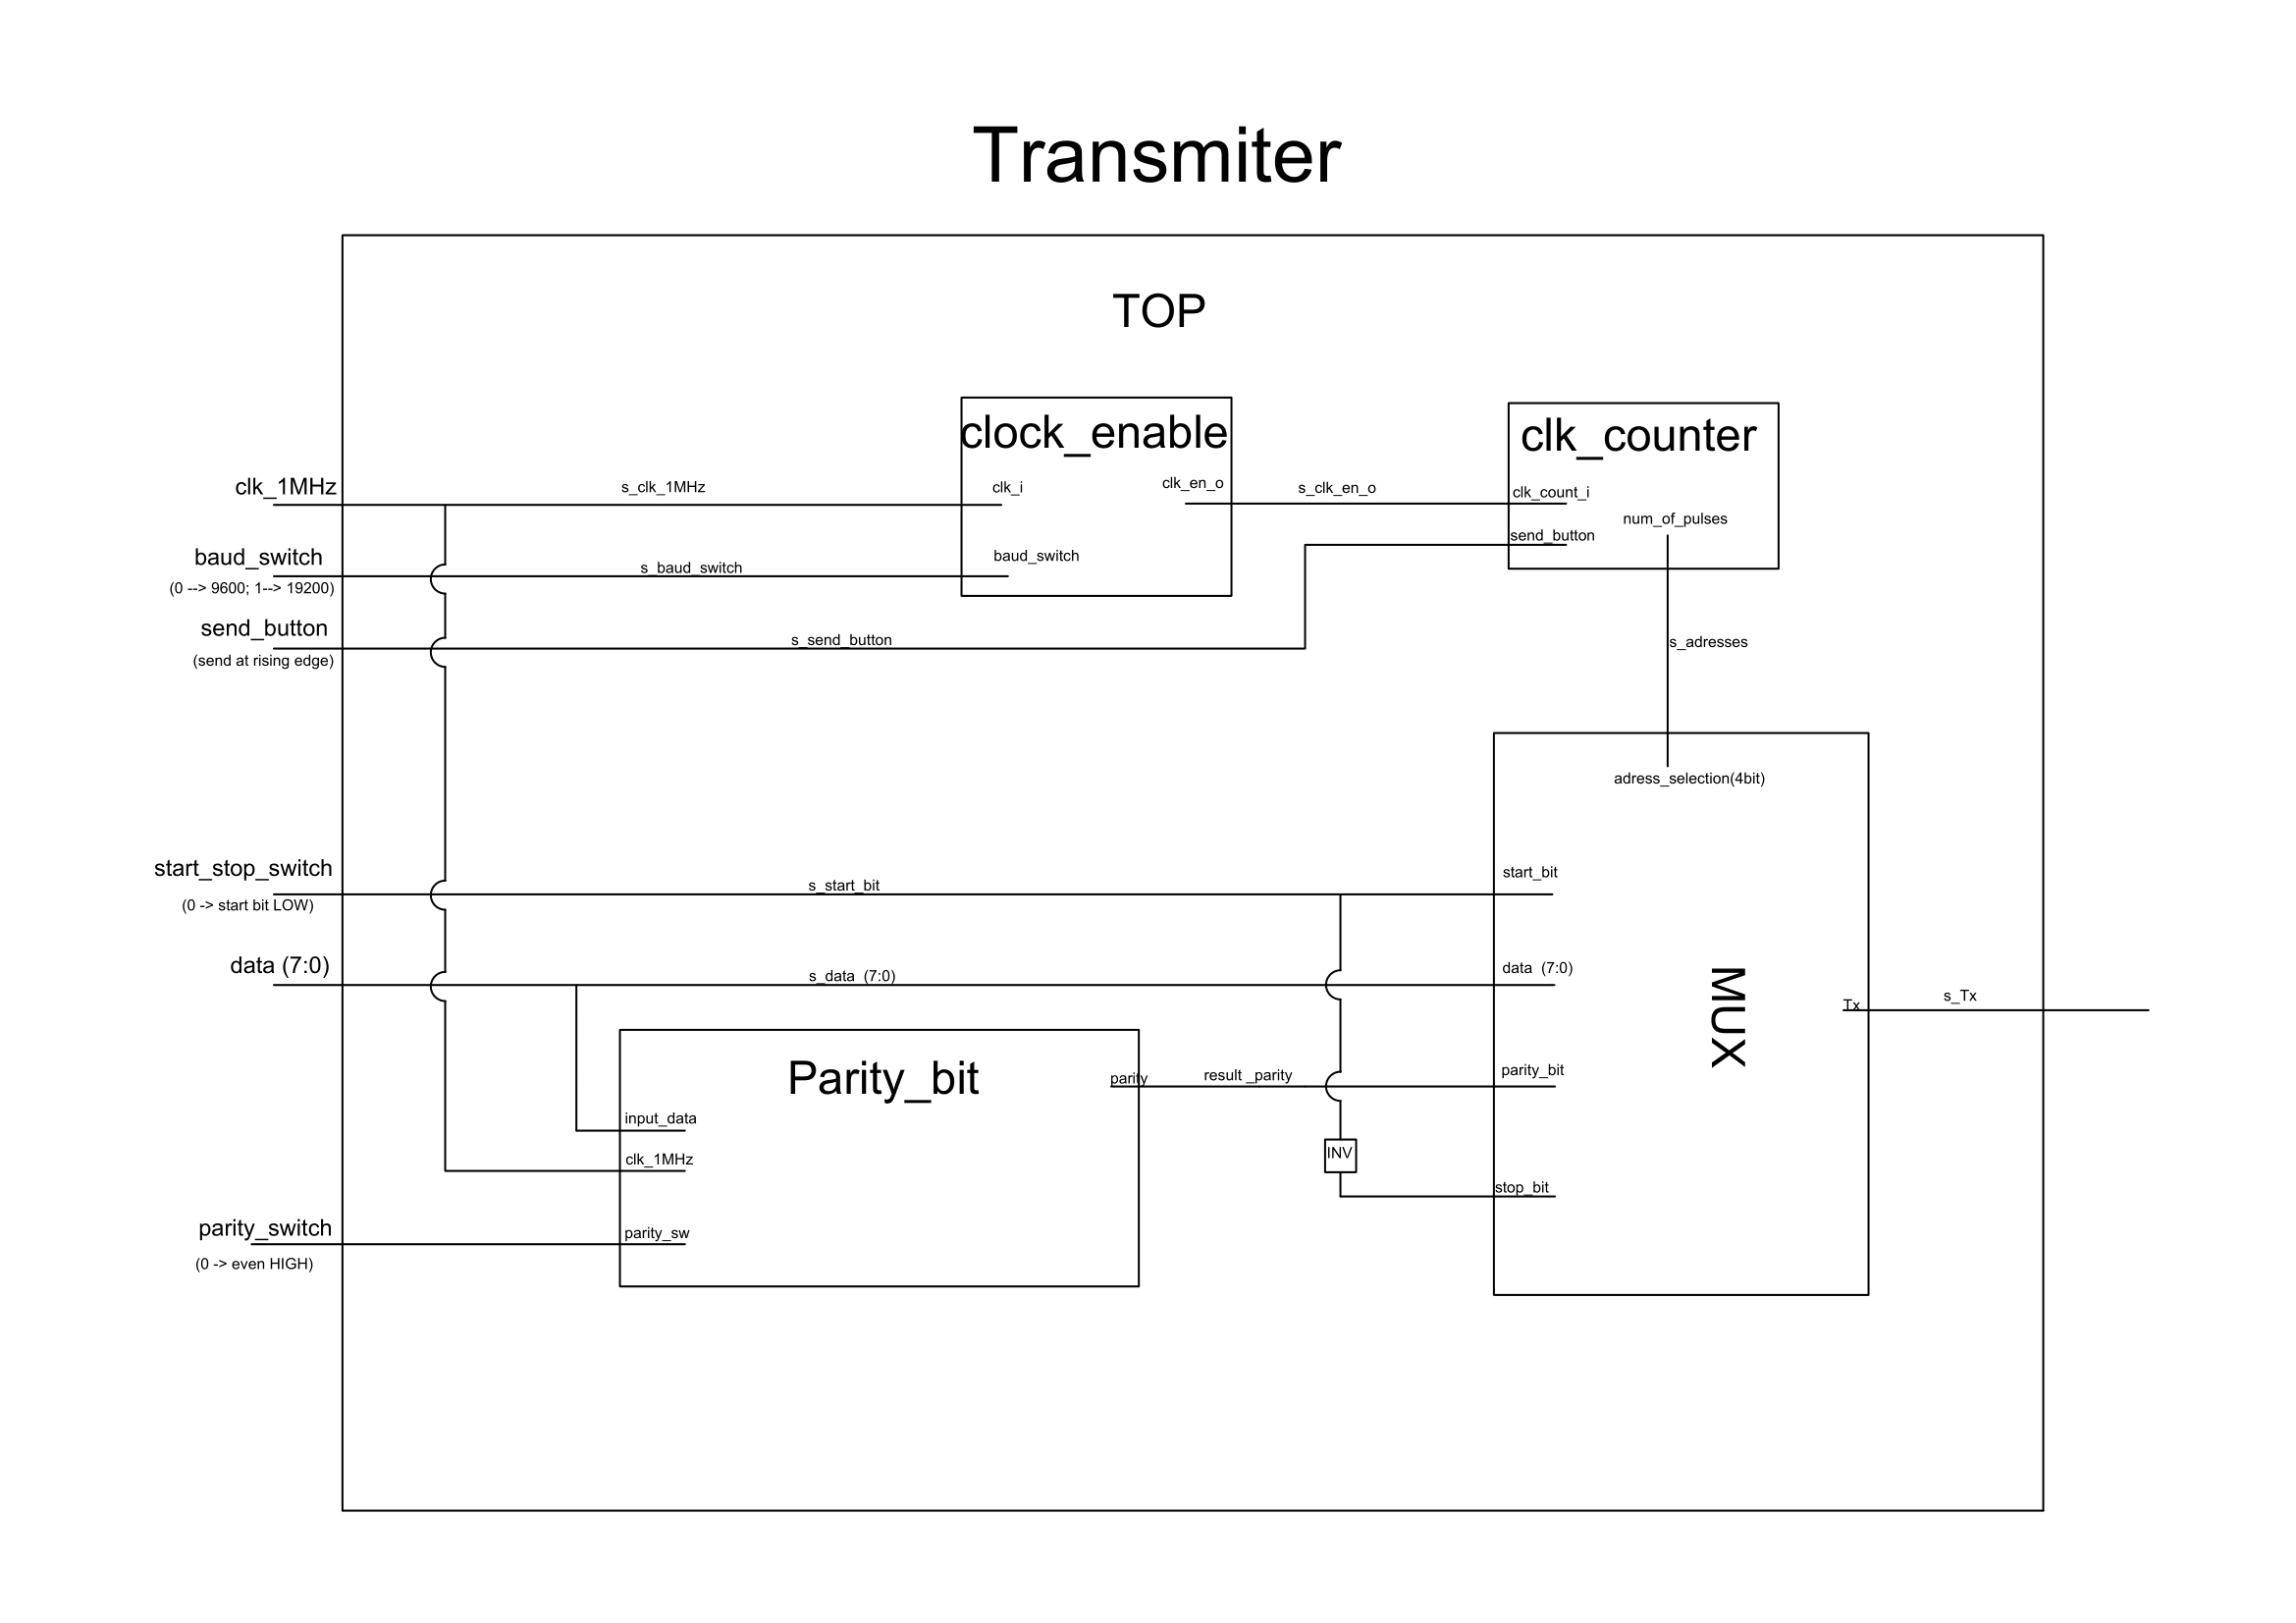 Transmiter
TOP
clock_enable
clk_counter
clk_1MHz
s_clk_1MHz
clk_i
clk_en_o
s_clk_en_o
clk_count_i
num_of_pulses
baud_switch
(0 --> 9600; 1--> 19200)
s_baud_switch
baud_switch
send_button
send_button
(send at rising edge)
s_send_button
s_adresses
adress_selection(4bit)
start_stop_switch
(0 -> start bit LOW)
s_start_bit
start_bit
data (7:0)
s_data (7:0)
data (7:0)
MUX
Tx
s_Tx
Parity_bit
parity
result _parity
parity_bit
input_data
clk_1MHz
INV
stop_bit
parity_switch
(0 -> even HIGH)
parity_sw